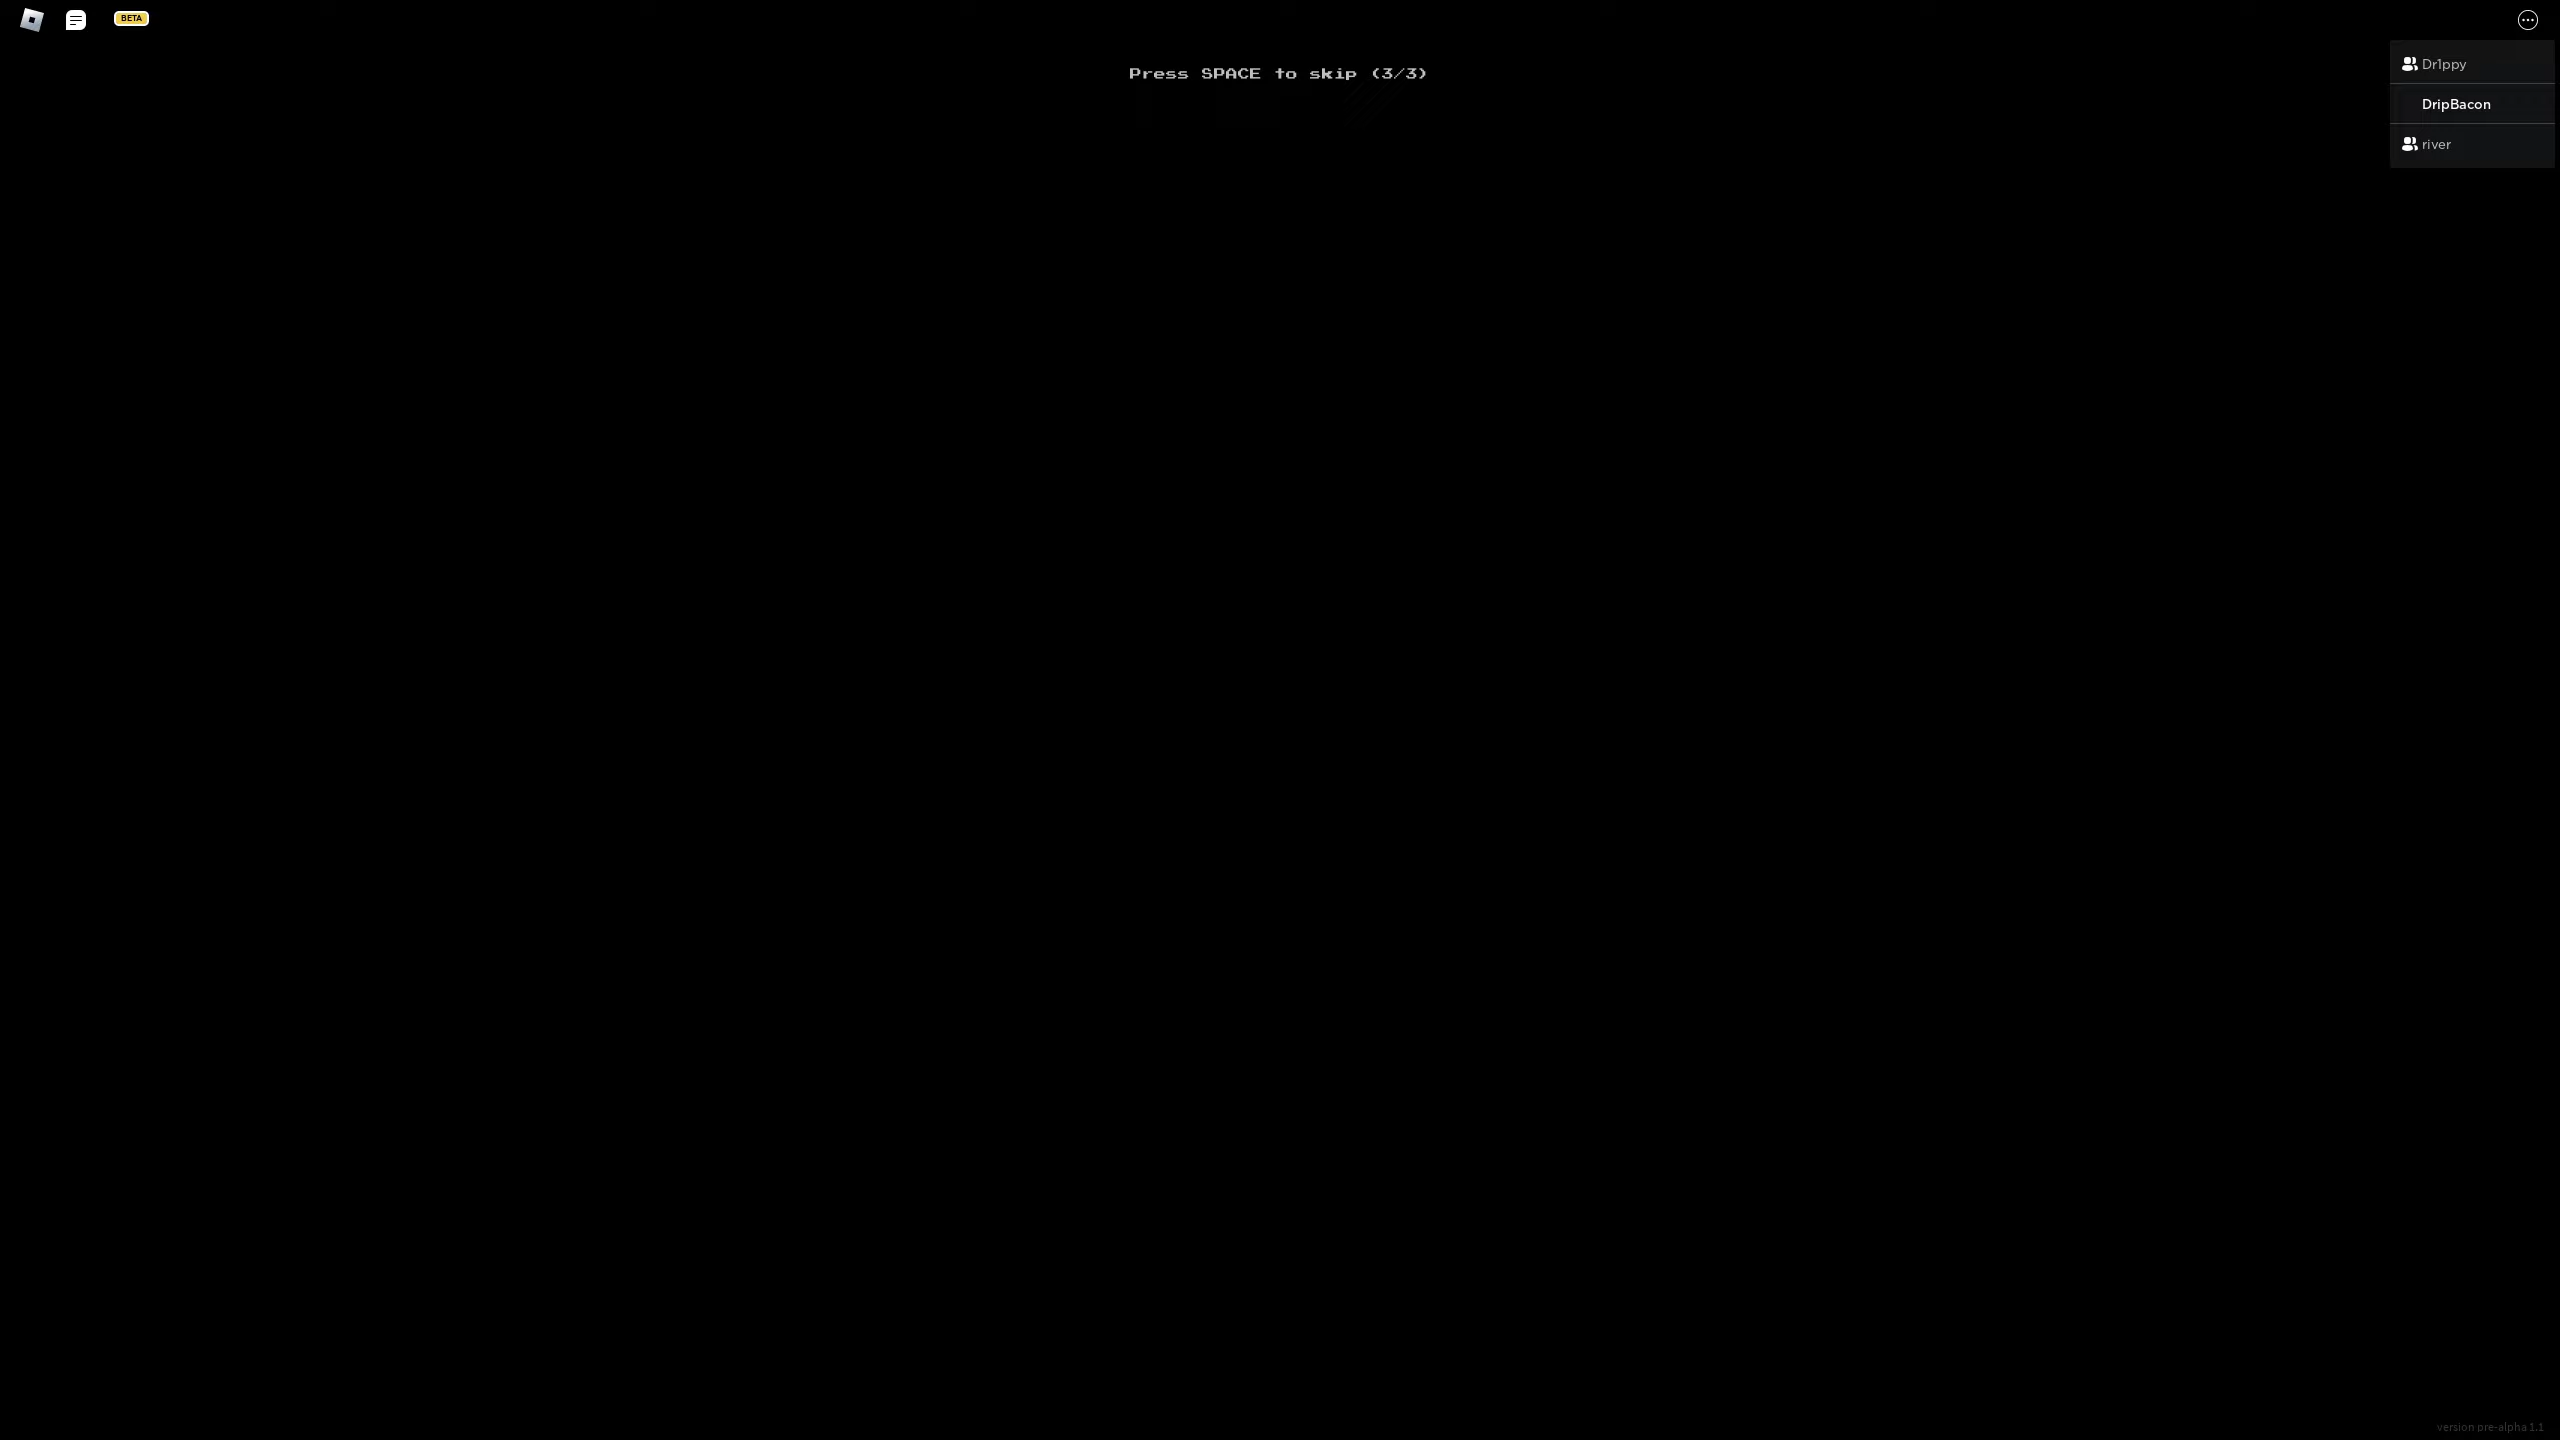 BETA
Press SPACE to skip (3/3)
Dr1ppy
DripBacon
river
version pre-alpha 1.1